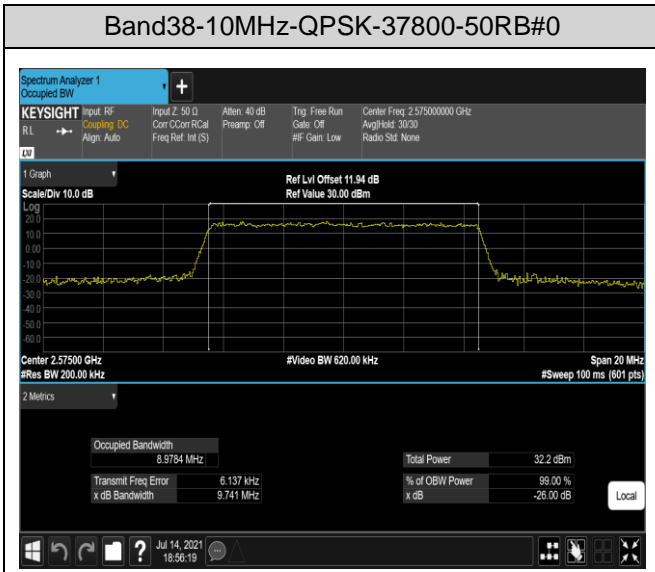 Band38-10MHz-QPSK-37800-50RB#0
Spectrum Analyzer 1
Occupied BW
+
KEYSIGHT
RL
LXI
Input: RF
Coupling: DC
Align: Auto
Input Z: 50 Ω
Corr CCorr RCal
Freq Ref: Int (S)
Atten: 40 dB
Preamp: Off
Trig: Free Run
Gate: Off
#IF Gain: Low
Center Freq: 2.575000000 GHz
Avg|Hold: 30/30
Radio Std: None
1 Graph
Scale/Div 10.0 dB
Ref Lvl Offset 11.94 dB
Ref Value 30.00 dBm
Log
20.0
10.0
0.00
-10.0
-20.0
-30.0
-40.0
-50.0
-60.0
Center 2.57500 GHz
#Res BW 200.00 kHz
#Video BW 620.00 kHz
Span 20 MHz
#Sweep 100 ms (601 pts)
2 Metrics
Occupied Bandwidth
8.9784 MHz
Transmit Freq Error 6.137 kHz
x dB Bandwidth 9.741 MHz
Total Power 32.2 dBm
% of OBW Power 99.00 %
x dB -26.00 dB
Local
?
Jul 14, 2021
18:56:19